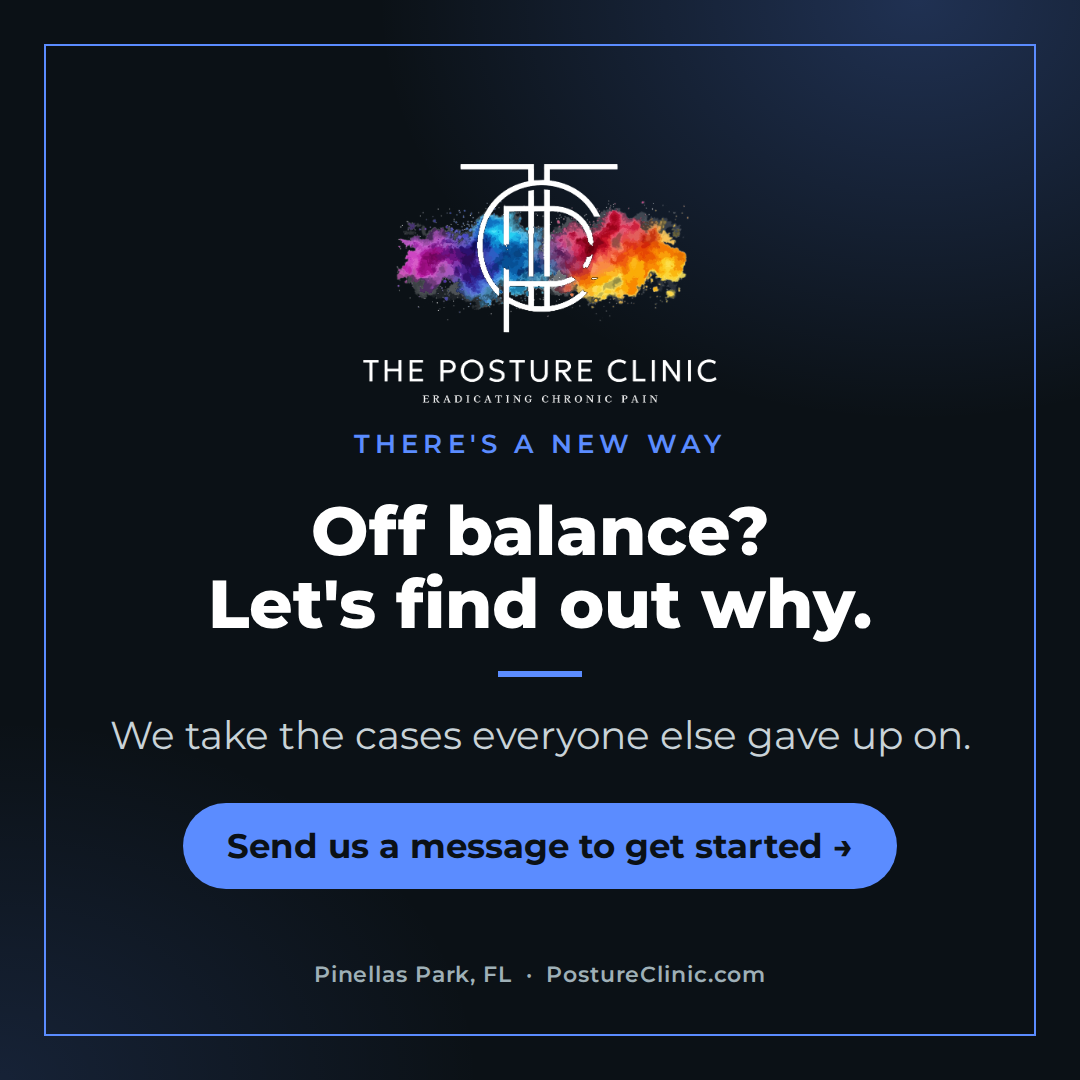 THE POSTURE CLINIC
ERADICATING CHRONIC PAIN
THERE'S A NEW WAY
Off balance?
Let's find out why.
We take the cases everyone else gave up on.
Send us a message to get started →
Pinellas Park, FL · PostureClinic.com